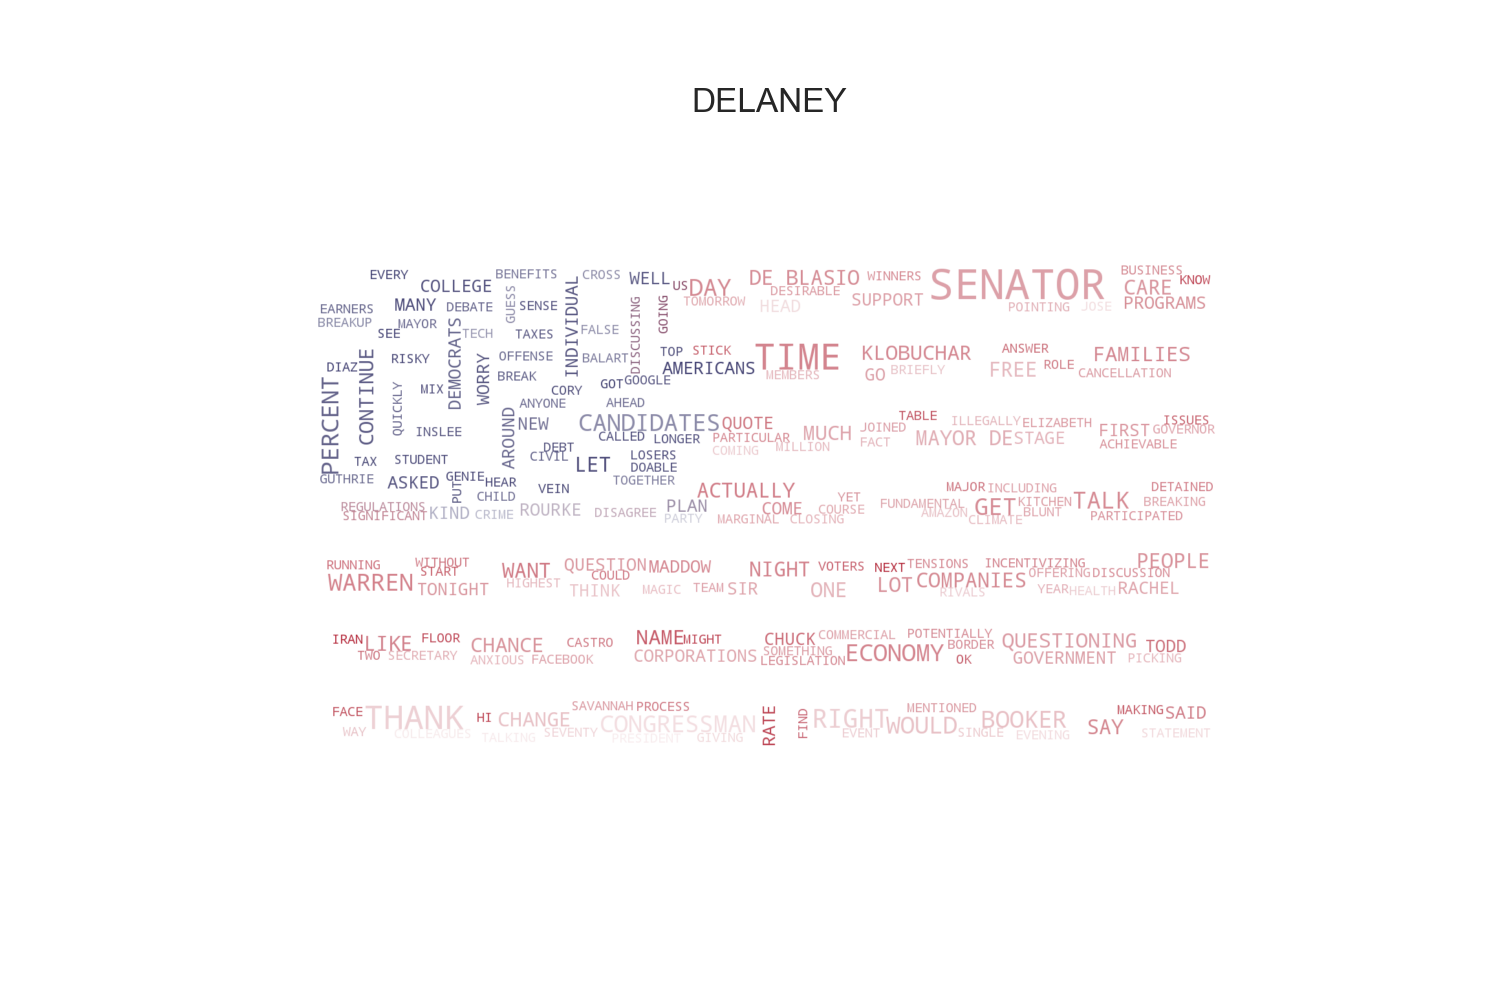 DELANEY
EVERY COLLEGE BENEFITS CROSS WELL US DAY DE BLASIO WINNERS SENATOR BUSINESS CARE KNOW
EARNERS MANY DEBATE GUESS SENSE INDIVIDUAL DISCUSSING GOING TOMORROW DESIRABLE HEAD SUPPORT POINTING JOSE PROGRAMS
BREAKUP MAYOR SEE TECH TAXES FALSE
DIAZ RISKY DEMOCRATS WORRY OFFENSE BALART TOP STICK TIME KLOBUCHAR ANSWER FAMILIES
PERCENT CONTINUE BREAK AMERICANS MEMBERS GO BRIEFLY FREE ROLE CANCELLATION
QUICKLY MIX CORY GOT GOOGLE
ANYONE AHEAD
INSLEE AROUND NEW CANDIDATES QUOTE MUCH JOINED TABLE ILLEGALLY ELIZABETH FIRST ISSUES GOVERNOR
CALLED LONGER PARTICULAR FACT MAYOR DE STAGE ACHIEVABLE
TAX STUDENT DEBT CIVIL LET LOSERS COMING MILLION
GUTHRIE ASKED GENIE HEAR DOABLE TOGETHER
PUT CHILD VEIN ACTUALLY YET MAJOR INCLUDING TALK DETAINED
REGULATIONS KIND CRIME ROURKE DISAGREE PLAN COME COURSE FUNDAMENTAL GET KITCHEN BREAKING
SIGNIFICANT PARTY MARGINAL CLOSING AMAZON CLIMATE BLUNT PARTICIPATED
RUNNING WITHOUT WANT QUESTION MADDOW NIGHT VOTERS NEXT TENSIONS INCENTIVIZING PEOPLE
WARREN START TONIGHT HIGHEST COULD THINK MAGIC TEAM SIR ONE LOT COMPANIES RIVALS OFFERING DISCUSSION YEAR HEALTH RACHEL
IRAN LIKE FLOOR CHANCE CASTRO NAME MIGHT CHUCK COMMERCIAL POTENTIALLY BORDER QUESTIONING TODD
TWO SECRETARY ANXIOUS FACEBOOK CORPORATIONS SOMETHING LEGISLATION ECONOMY OK GOVERNMENT PICKING
FACE THANK HI CHANGE SAVANNAH PROCESS CONGRESSMAN RATE FIND RIGHT MENTIONED BOOKER MAKING SAID
WAY COLLEAGUES TALKING SEVENTY PRESIDENT GIVING EVENT WOULD SINGLE EVENING SAY STATEMENT